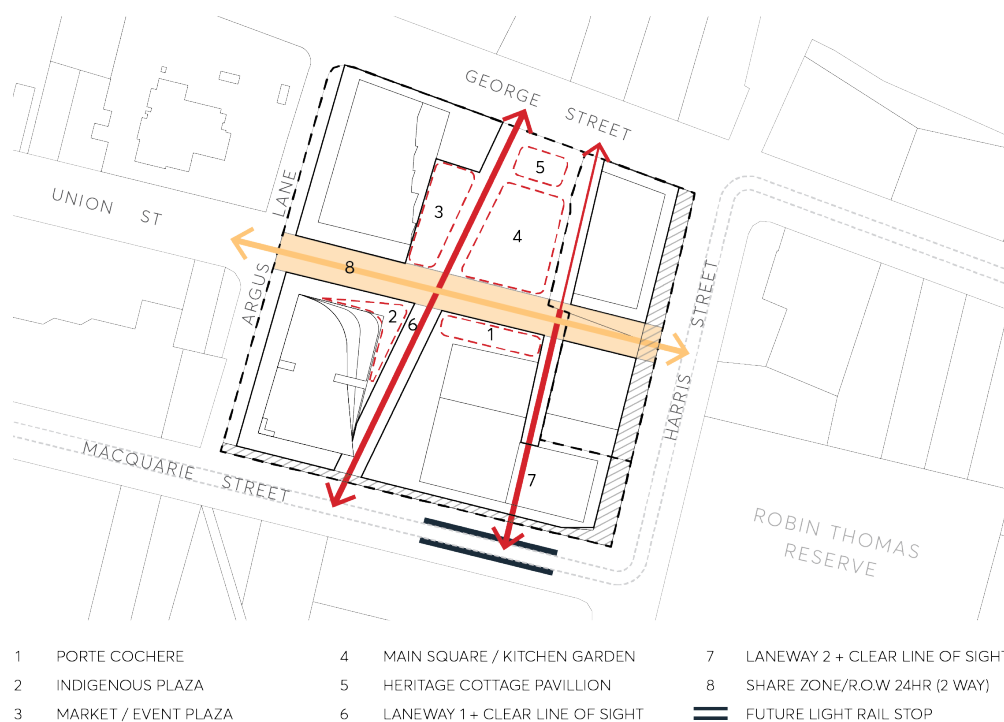 GEORGE STREET
5
3
4
LANE
UNION ST
8
ARGUS
2
6
1
HARRIS STREET
MACQUARIE STREET
7
ROBIN THOMAS
RESERVE
1 PORTE COCHERE
2 INDIGENOUS PLAZA
3 MARKET / EVENT PLAZA
4 MAIN SQUARE / KITCHEN GARDEN
5 HERITAGE COTTAGE PAVILLION
6 LANEWAY 1 + CLEAR LINE OF SIGHT
7 LANEWAY 2 + CLEAR LINE OF SIGHT
8 SHARE ZONE/R.O.W 24HR (2 WAY)
FUTURE LIGHT RAIL STOP